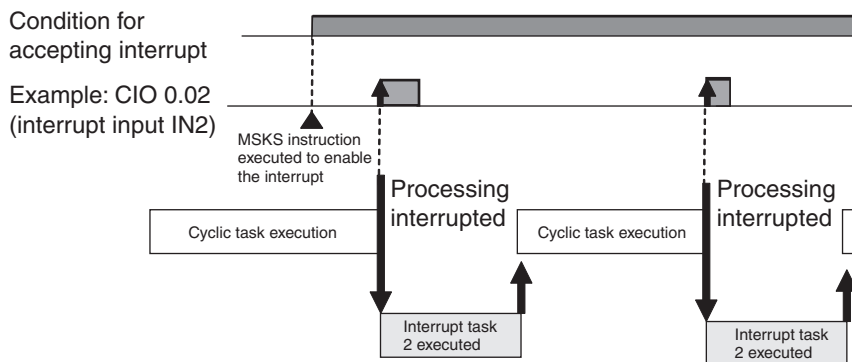 Condition for
accepting interrupt
Example: CIO 0.02
(interrupt input IN2)
MSKS instruction
executed to enable
the interrupt
Processing
interrupted
Processing
interrupted
Cyclic task execution
Cyclic task execution
Interrupt task
2 executed
Interrupt task
2 executed